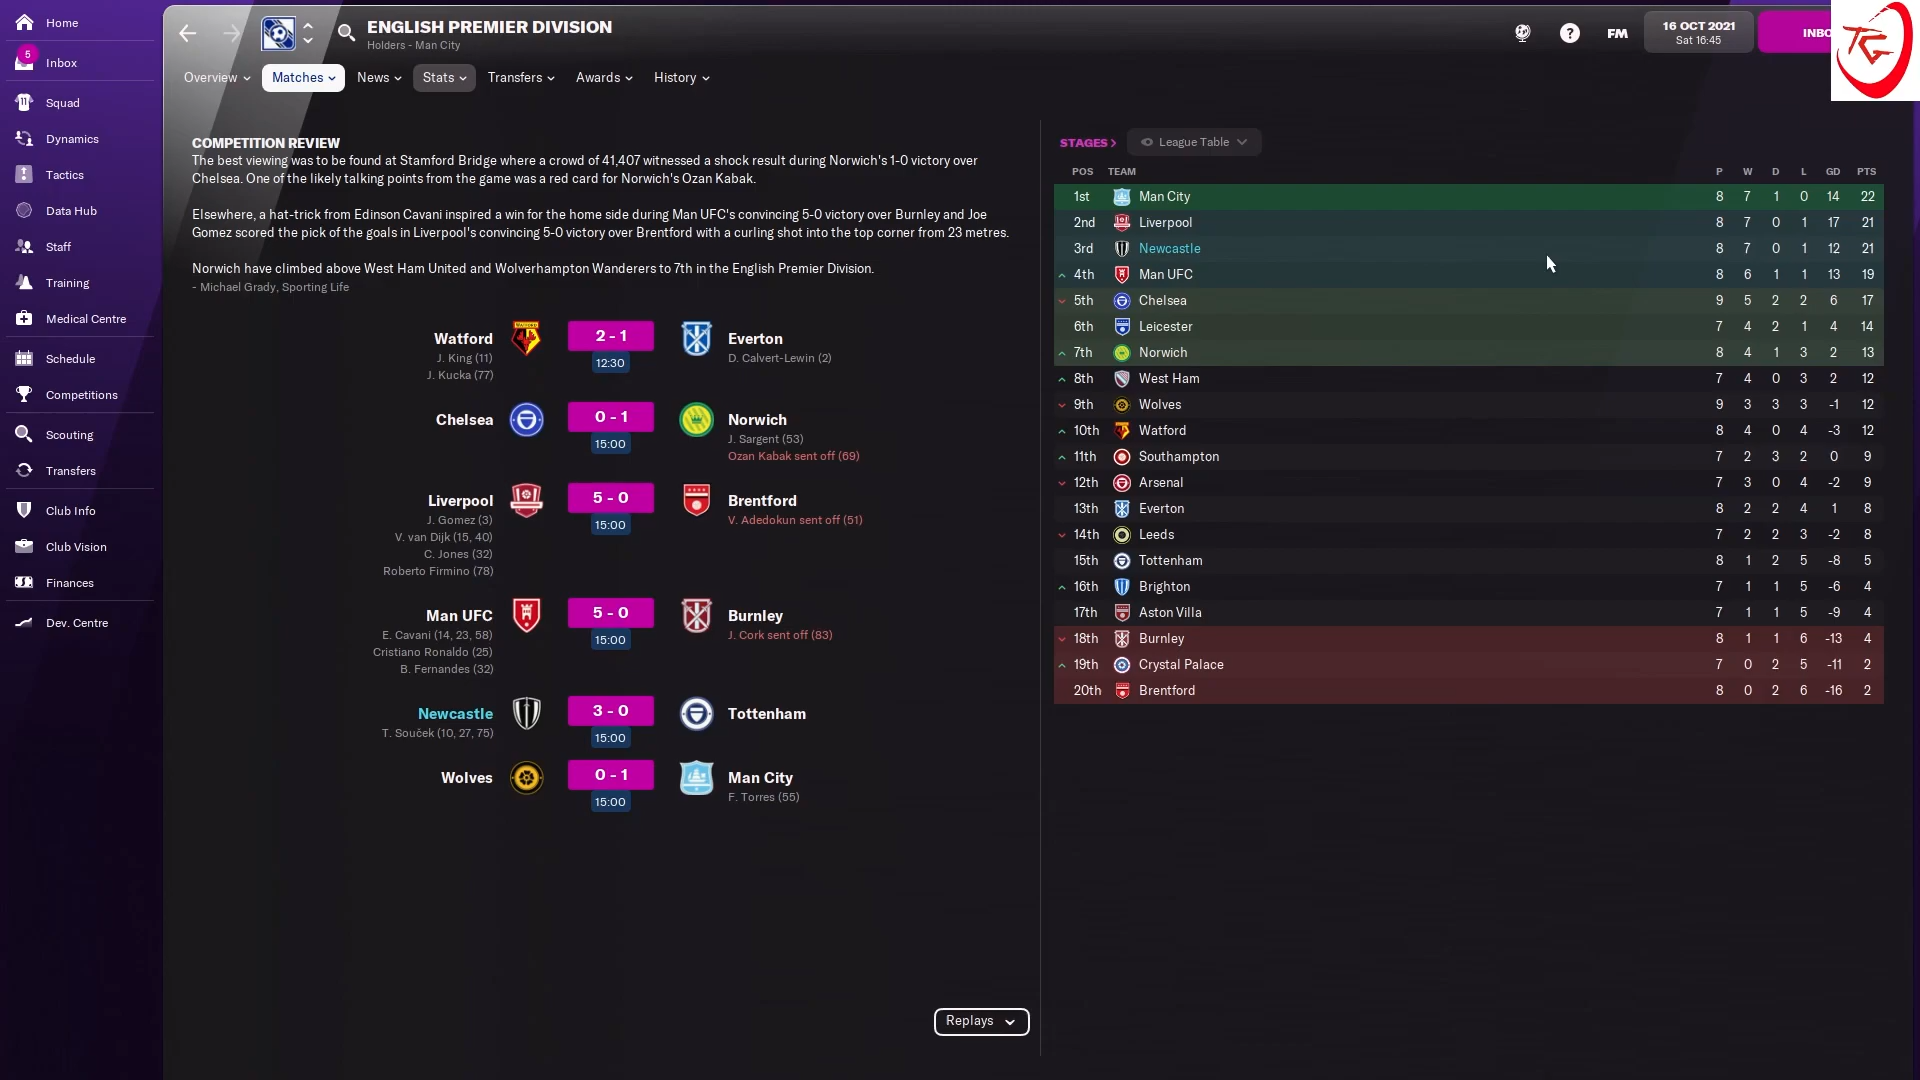 Home
5
Inbox
Squad
Dynamics
Tactics
Data Hub
Staff
Training
Medical Centre
Schedule
Competitions
Scouting
Transfers
Club Info
Club Vision
Finances
Dev. Centre
ENGLISH PREMIER DIVISION
Holders - Man City
?
FM
16 OCT 2021
Sat 16:45
INBO
TG
Overview
Matches
News
Stats
Transfers
Awards
History
COMPETITION REVIEW
The best viewing was to be found at Stamford Bridge where a crowd of 41,407 witnessed a shock result during Norwich's 1-0 victory over
Chelsea. One of the likely talking points from the game was a red card for Norwich's Ozan Kabak.
Elsewhere, a hat-trick from Edinson Cavani inspired a win for the home side during Man UFC's convincing 5-0 victory over Burnley and Joe
Gomez scored the pick of the goals in Liverpool's convincing 5-0 victory over Brentford with a curling shot into the top corner from 23 metres.
Norwich have climbed above West Ham United and Wolverhampton Wanderers to 7th in the English Premier Division.
- Michael Grady, Sporting Life
Watford 2 - 1 Everton
J. King (11) 12:30 D. Calvert-Lewin (2)
J. Kucka (77)
Chelsea 0 - 1 Norwich
15:00 J. Sargent (53)
Ozan Kabak sent off (69)
Liverpool 5 - 0 Brentford
J. Gomez (3) 15:00 V. Adedokun sent off (51)
V. van Dijk (15, 40)
C. Jones (32)
Roberto Firmino (78)
Man UFC 5 - 0 Burnley
E. Cavani (14, 23, 58) 15:00 J. Cork sent off (83)
Cristiano Ronaldo (25)
B. Fernandes (32)
Newcastle 3 - 0 Tottenham
T. Souček (10, 27, 75) 15:00
Wolves 0 - 1 Man City
15:00 F. Torres (55)
Replays
STAGES > League Table
POS TEAM P W D L GD PTS
1st Man City 8 7 1 0 14 22
2nd Liverpool 8 7 0 1 17 21
3rd Newcastle 8 7 0 1 12 21
4th Man UFC 8 6 1 1 13 19
5th Chelsea 9 5 2 2 6 17
6th Leicester 7 4 2 1 4 14
7th Norwich 8 4 1 3 2 13
8th West Ham 7 4 0 3 2 12
9th Wolves 9 3 3 3 -1 12
10th Watford 8 4 0 4 -3 12
11th Southampton 7 2 3 2 0 9
12th Arsenal 7 3 0 4 -2 9
13th Everton 8 2 2 4 1 8
14th Leeds 7 2 2 3 -2 8
15th Tottenham 8 1 2 5 -8 5
16th Brighton 7 1 1 5 -6 4
17th Aston Villa 7 1 1 5 -9 4
18th Burnley 8 1 1 6 -13 4
19th Crystal Palace 7 0 2 5 -11 2
20th Brentford 8 0 2 6 -16 2